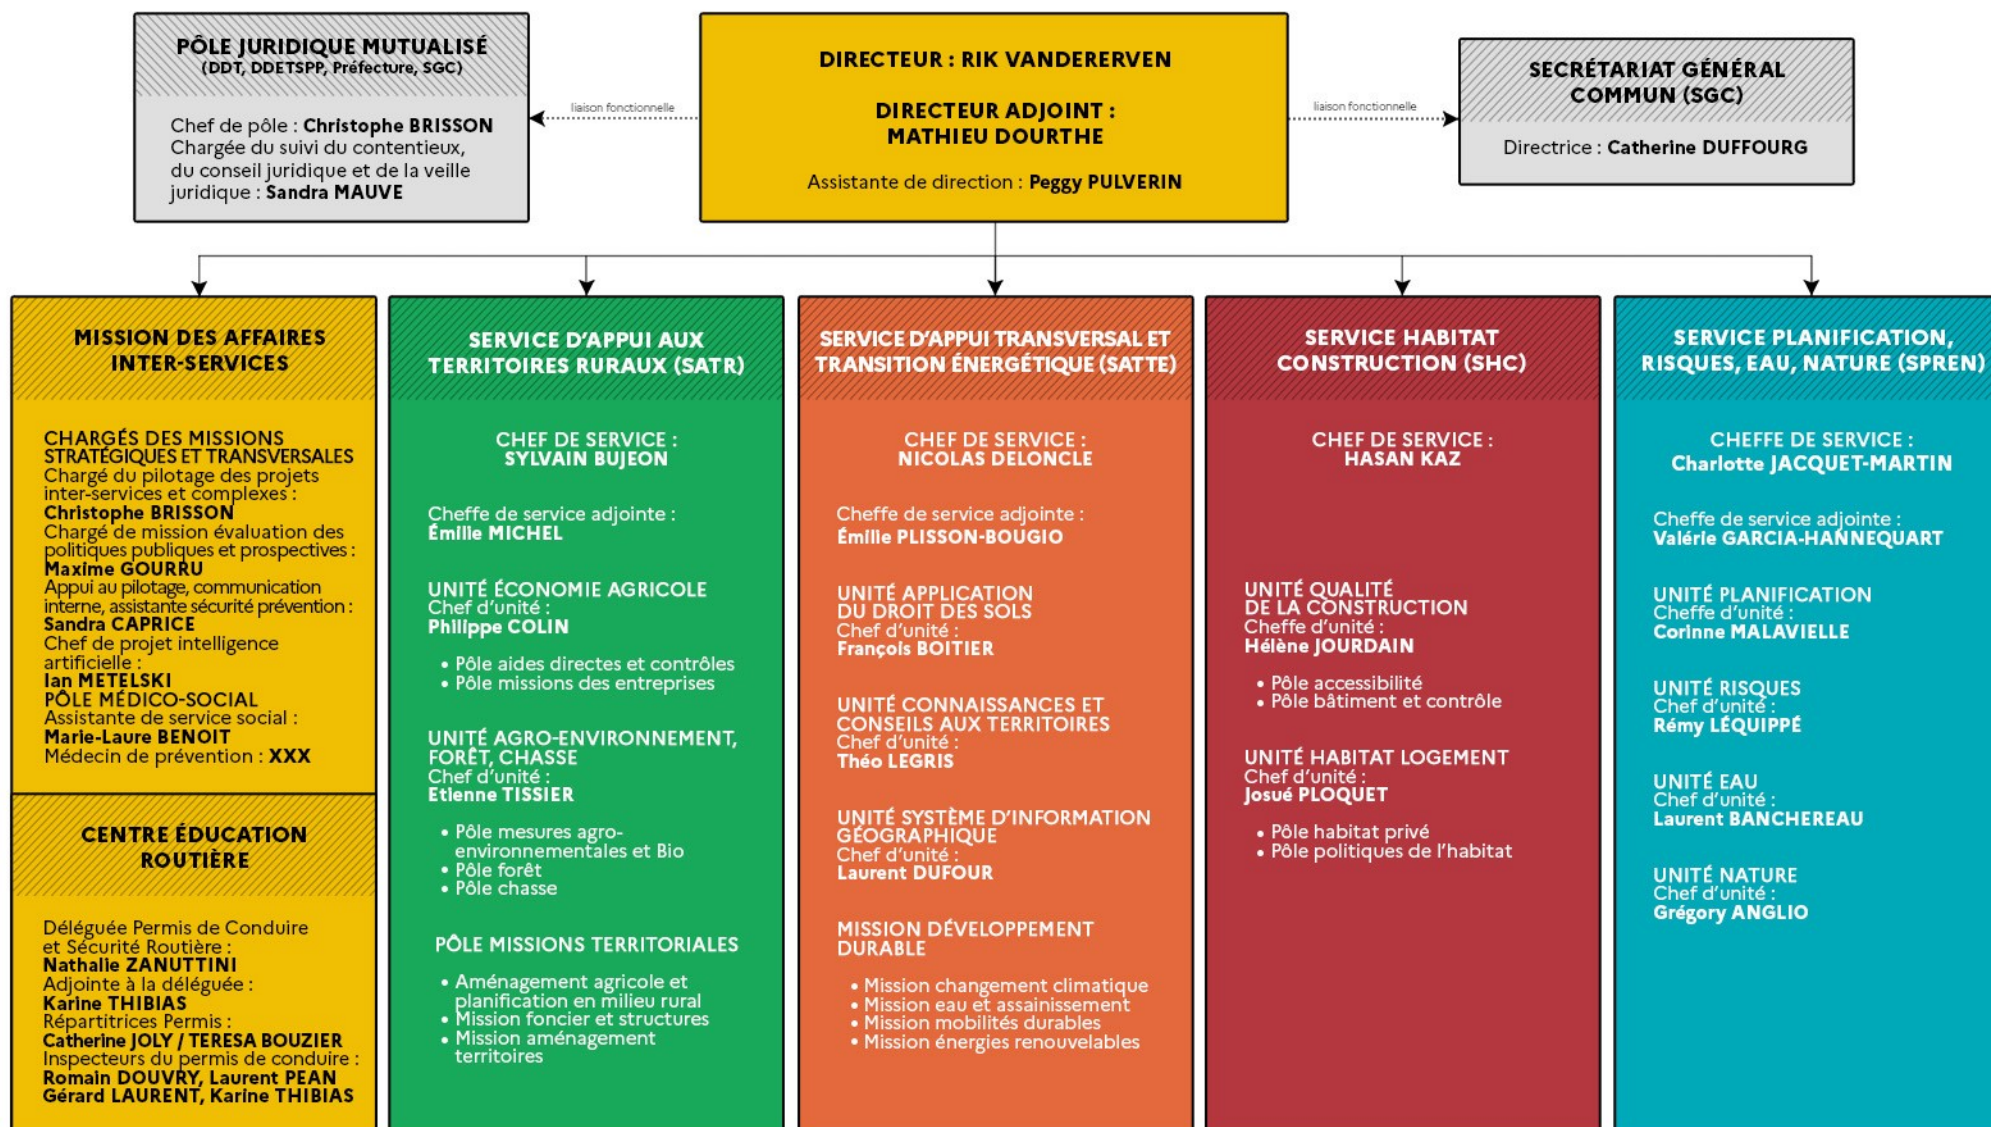 PÔLE JURIDIQUE MUTUALISÉ
(DDT, DDETSPP, Préfecture, SGC)
Chef de pôle : Christophe BRISSON
Chargée du suivi du contentieux,
du conseil juridique et de la veille
juridique : Sandra MAUVE
liaison fonctionnelle
DIRECTEUR : RIK VANDERERVEN
DIRECTEUR ADJOINT :
MATHIEU DOURTHE
Assistante de direction : Peggy PULVERIN
liaison fonctionnelle
SECRÉTARIAT GÉNÉRAL
COMMUN (SGC)
Directrice : Catherine DUFFOURG
MISSION DES AFFAIRES
INTER-SERVICES
CHARGÉS DES MISSIONS
STRATÉGIQUES ET TRANSVERSALES
Chargé du pilotage des projets
inter-services et complexes :
Christophe BRISSON
Chargé de mission évaluation des
politiques publiques et prospectives :
Maxime GOURRU
Appui au pilotage, communication
interne, assistante sécurité prévention :
Sandra CAPRICE
Chef de projet intelligence
artificielle :
Ian METELSKI
PÔLE MÉDICO-SOCIAL
Assistante de service social :
Marie-Laure BENOIT
Médecin de prévention : XXX
CENTRE ÉDUCATION
ROUTIÈRE
Déléguée Permis de Conduire
et Sécurité Routière :
Nathalie ZANUTTINI
Adjointe à la déléguée :
Karine THIBIAS
Répartitrices Permis :
Catherine JOLY / TERESA BOUZIER
Inspecteurs du permis de conduire :
Romain DOUVRY, Laurent PEAN
Gérard LAURENT, Karine THIBIAS
SERVICE D'APPUI AUX
TERRITOIRES RURAUX (SATR)
CHEF DE SERVICE :
SYLVAIN BUJEON
Cheffe de service adjointe :
Émilie MICHEL
UNITÉ ÉCONOMIE AGRICOLE
Chef d'unité :
Philippe COLIN
• Pôle aides directes et contrôles
• Pôle missions des entreprises
UNITÉ AGRO-ENVIRONNEMENT,
FORÊT, CHASSE
Chef d'unité :
Etienne TISSIER
• Pôle mesures agro-
environnementales et Bio
• Pôle forêt
• Pôle chasse
PÔLE MISSIONS TERRITORIALES
• Aménagement agricole et
planification en milieu rural
• Mission foncier et structures
• Mission aménagement
territoires
SERVICE D'APPUI TRANSVERSAL ET
TRANSITION ÉNERGÉTIQUE (SATTE)
CHEF DE SERVICE :
NICOLAS DELONCLE
Cheffe de service adjointe :
Émilie PLISSON-BOUGIO
UNITÉ APPLICATION
DU DROIT DES SOLS
Chef d'unité :
François BOITIER
UNITÉ CONNAISSANCES ET
CONSEILS AUX TERRITOIRES
Chef d'unité :
Théo LEGRIS
UNITÉ SYSTÈME D'INFORMATION
GÉOGRAPHIQUE
Chef d'unité :
Laurent DUFOUR
MISSION DÉVELOPPEMENT
DURABLE
• Mission changement climatique
• Mission eau et assainissement
• Mission mobilités durables
• Mission énergies renouvelables
SERVICE HABITAT
CONSTRUCTION (SHC)
CHEF DE SERVICE :
HASAN KAZ
UNITÉ QUALITÉ
DE LA CONSTRUCTION
Cheffe d'unité :
Hélène JOURDAIN
• Pôle accessibilité
• Pôle bâtiment et contrôle
UNITÉ HABITAT LOGEMENT
Chef d'unité :
Josué PLOQUET
• Pôle habitat privé
• Pôle politiques de l'habitat
SERVICE PLANIFICATION,
RISQUES, EAU, NATURE (SPREN)
CHEFFE DE SERVICE :
Charlotte JACQUET-MARTIN
Cheffe de service adjointe :
Valérie GARCIA-HANNEQUART
UNITÉ PLANIFICATION
Cheffe d'unité :
Corinne MALAVIELLE
UNITÉ RISQUES
Chef d'unité :
Rémy LÉQUIPPÉ
UNITÉ EAU
Chef d'unité :
Laurent BANCHEREAU
UNITÉ NATURE
Chef d'unité :
Grégory ANGLIO